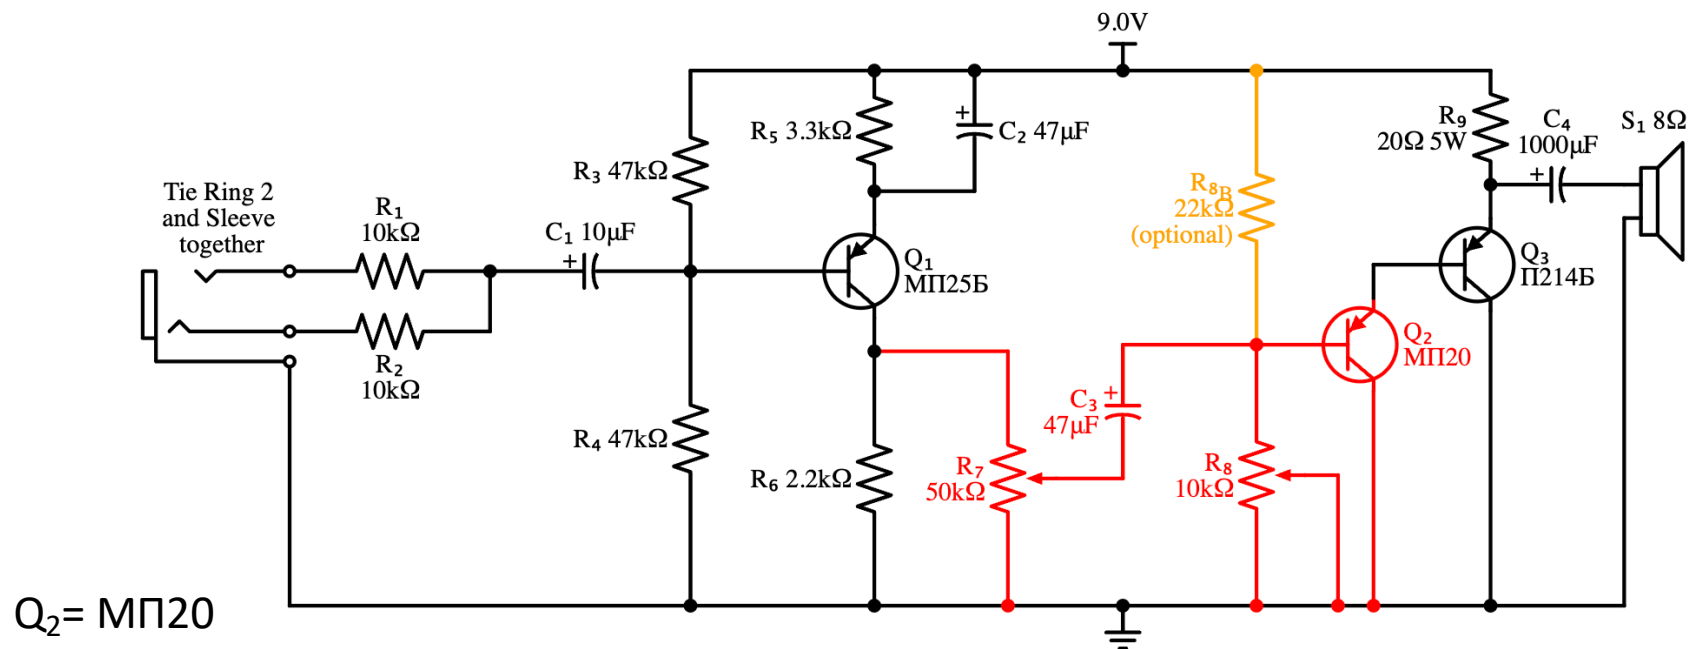 9.0V
R₅ 3.3kΩ
+
C₂ 47µF
R₉
20Ω 5W
C₄
1000µF
+
S₁ 8Ω
R₃ 47kΩ
R₈B
22kΩ
(optional)
Tie Ring 2
and Sleeve
together
R₁
10kΩ
C₁ 10µF
+
Q₁
МП25Б
Q₃
П214Б
R₂
10kΩ
Q₂
МП20
C₃
47µF
+
R₄ 47kΩ
R₆ 2.2kΩ
R₇
50kΩ
R₈
10kΩ
Q₂= МП20